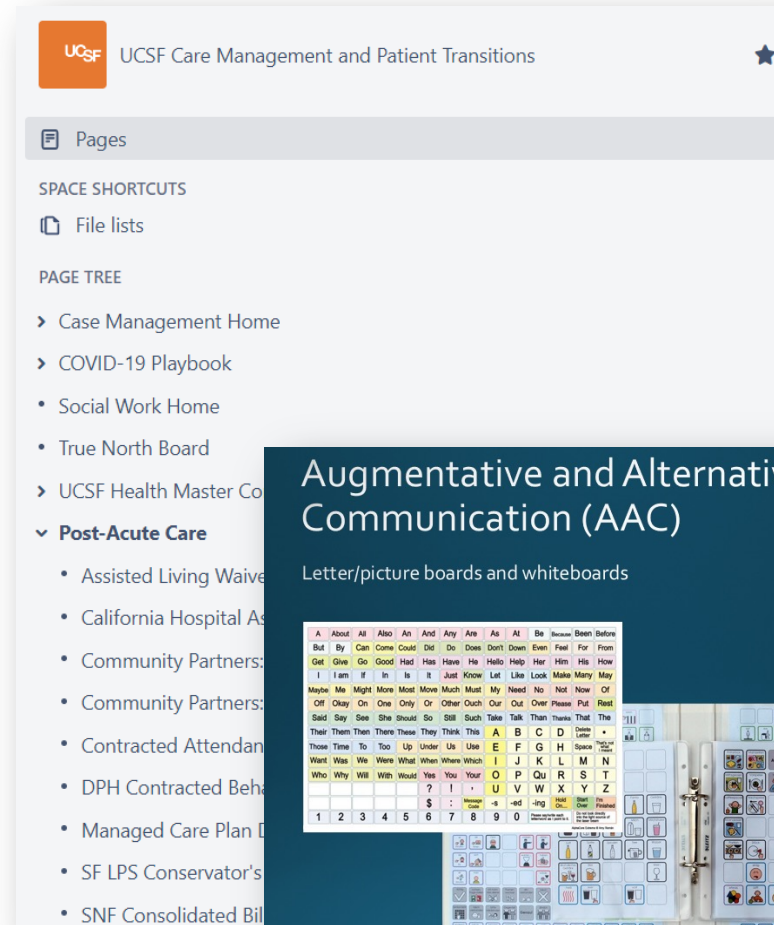 UCSF
UCSF Care Management and Patient Transitions
Pages
SPACE SHORTCUTS
File lists
PAGE TREE
Case Management Home
COVID-19 Playbook
Social Work Home
True North Board
UCSF Health Master Co
Post-Acute Care
Assisted Living Waive
California Hospital As
Community Partners:
Community Partners:
Contracted Attendan
DPH Contracted Beha
Managed Care Plan D
SF LPS Conservator's
SNF Consolidated Bil
Augmentative and Alternativ
Communication (AAC)
Letter/picture boards and whiteboards
A About All Also An And Any Are As At Be Because Been Before
But By Can Come Could Did Do Does Don't Down Even Feel For From
Get Give Go Good Had Has Have He Hello Help Her Him His How
I I am If In Is It Just Know Let Like Look Make Many May
Maybe Me Might More Most Move Much Must My Need No Not Now Of
Off Okay On One Only Or Other Ouch Our Out Over Please Put Rest
Said Say See She Should So Still Such Take Talk Than Thanks That The
Their Them Then There These They Think This A B C D Delete Letter •
Those Time To Too Up Under Us Use E F G H Space That's not what I meant
Want Was We Were What When Where Which I J K L M N
Who Why Will With Would Yes You Your O P Qu R S T
? ! , U V W X Y Z
$ : Message Code -s -ed -ing Hold On... Start Over I'm Finished
1 2 3 4 5 6 7 8 9 0